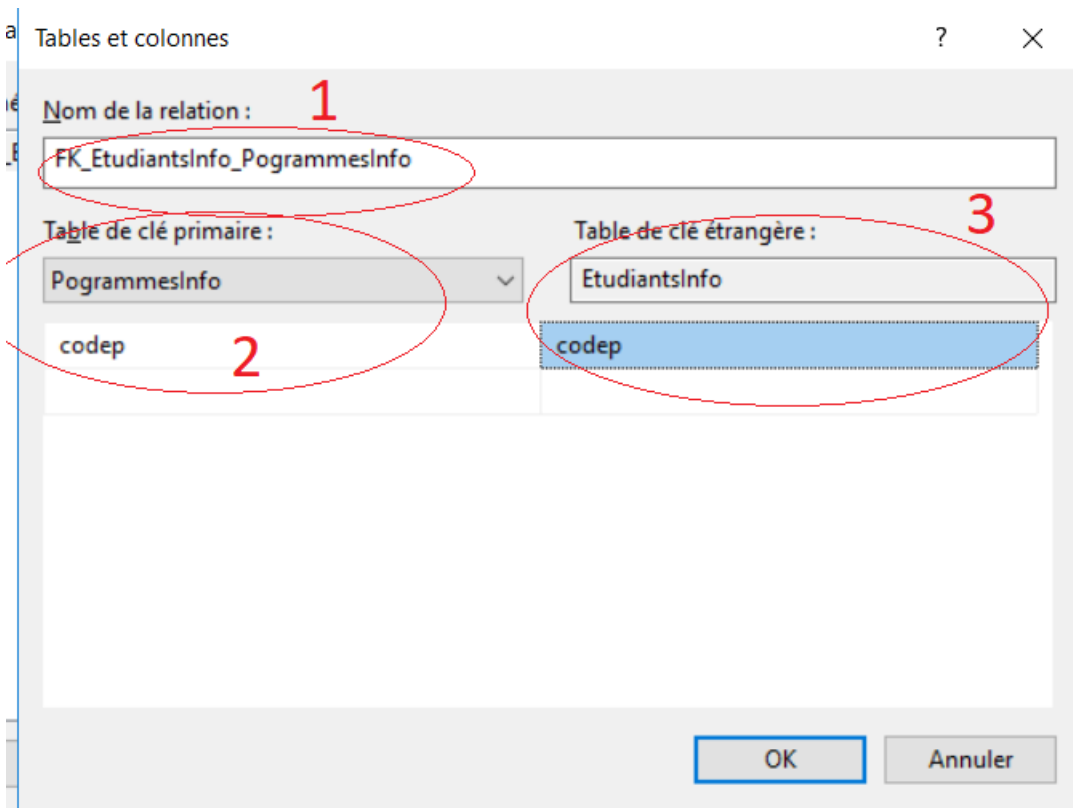 Tables et colonnes
?
Nom de la relation :
1
FK_EtudiantsInfo_PogrammesInfo
Table de clé primaire :
Table de clé étrangère :
3
PogrammesInfo
EtudiantsInfo
codep
codep
2
OK
Annuler